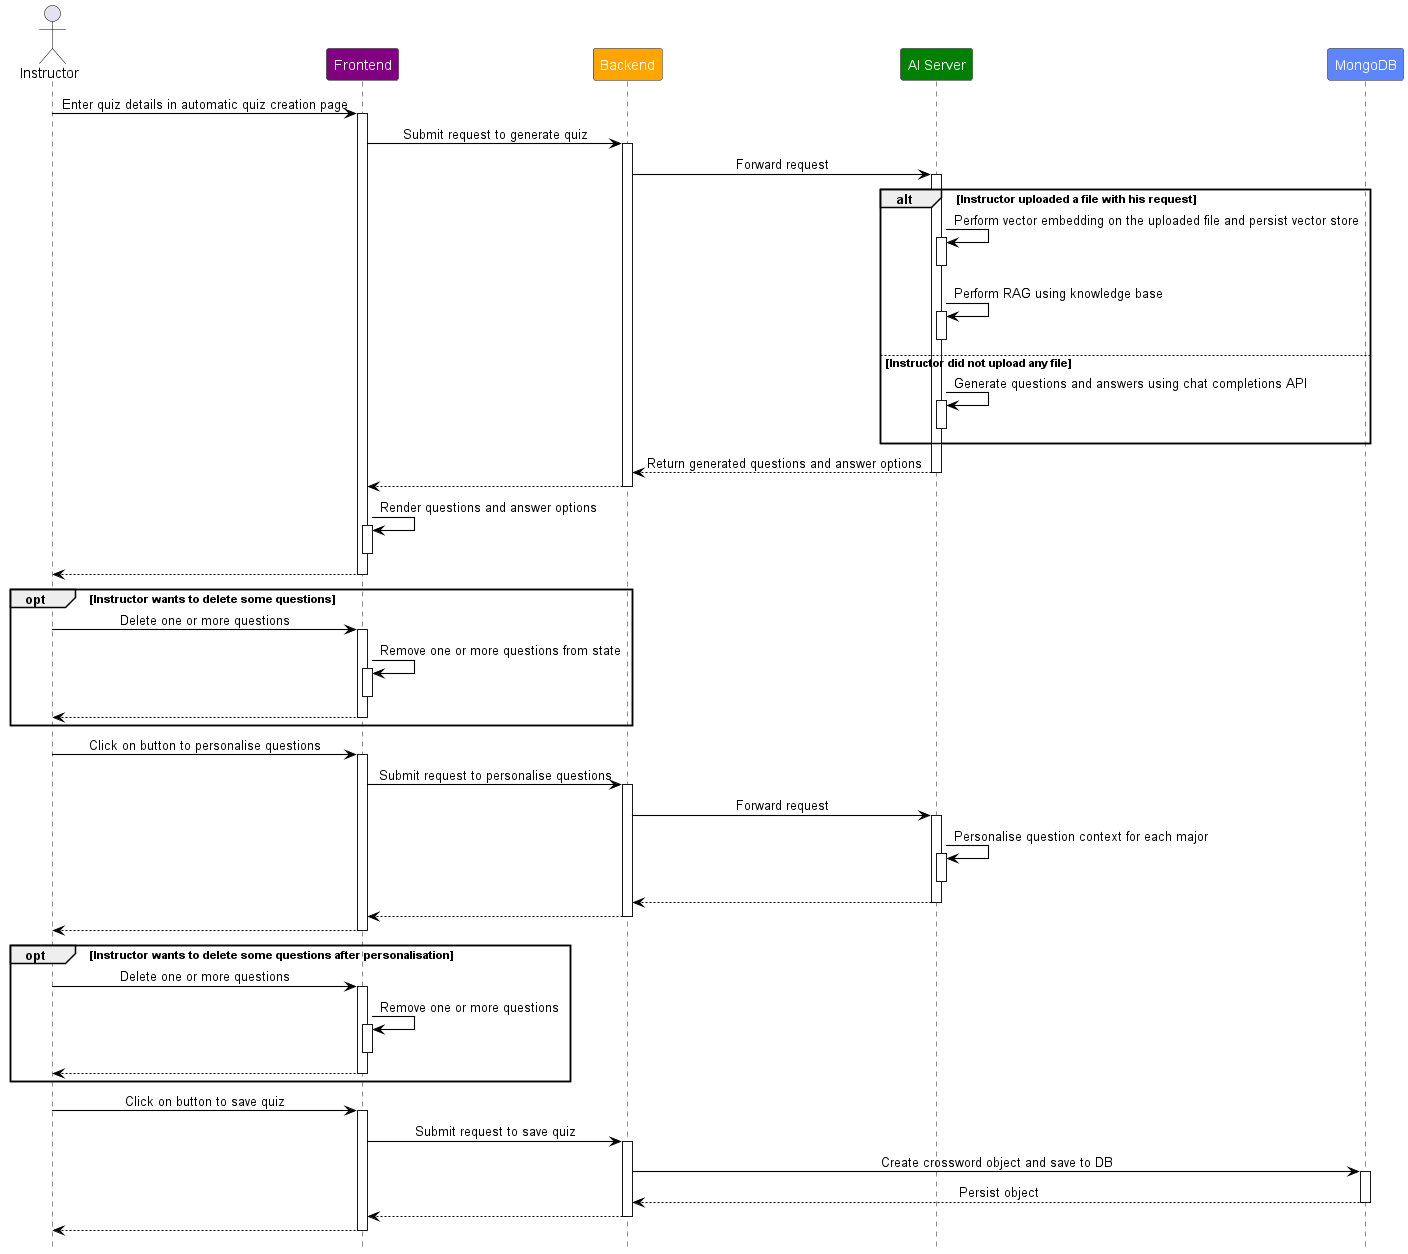 Instructor
Frontend
Backend
AI Server
MongoDB
Enter quiz details in automatic quiz creation page
Submit request to generate quiz
Forward request
alt
[Instructor uploaded a file with his request]
Perform vector embedding on the uploaded file and persist vector store
Perform RAG using knowledge base
[Instructor did not upload any file]
Generate questions and answers using chat completions API
Return generated questions and answer options
Render questions and answer options
opt
[Instructor wants to delete some questions]
Delete one or more questions
Remove one or more questions from state
Click on button to personalise questions
Submit request to personalise questions
Forward request
Personalise question context for each major
opt
[Instructor wants to delete some questions after personalisation]
Delete one or more questions
Remove one or more questions
Click on button to save quiz
Submit request to save quiz
Create crossword object and save to DB
Persist object